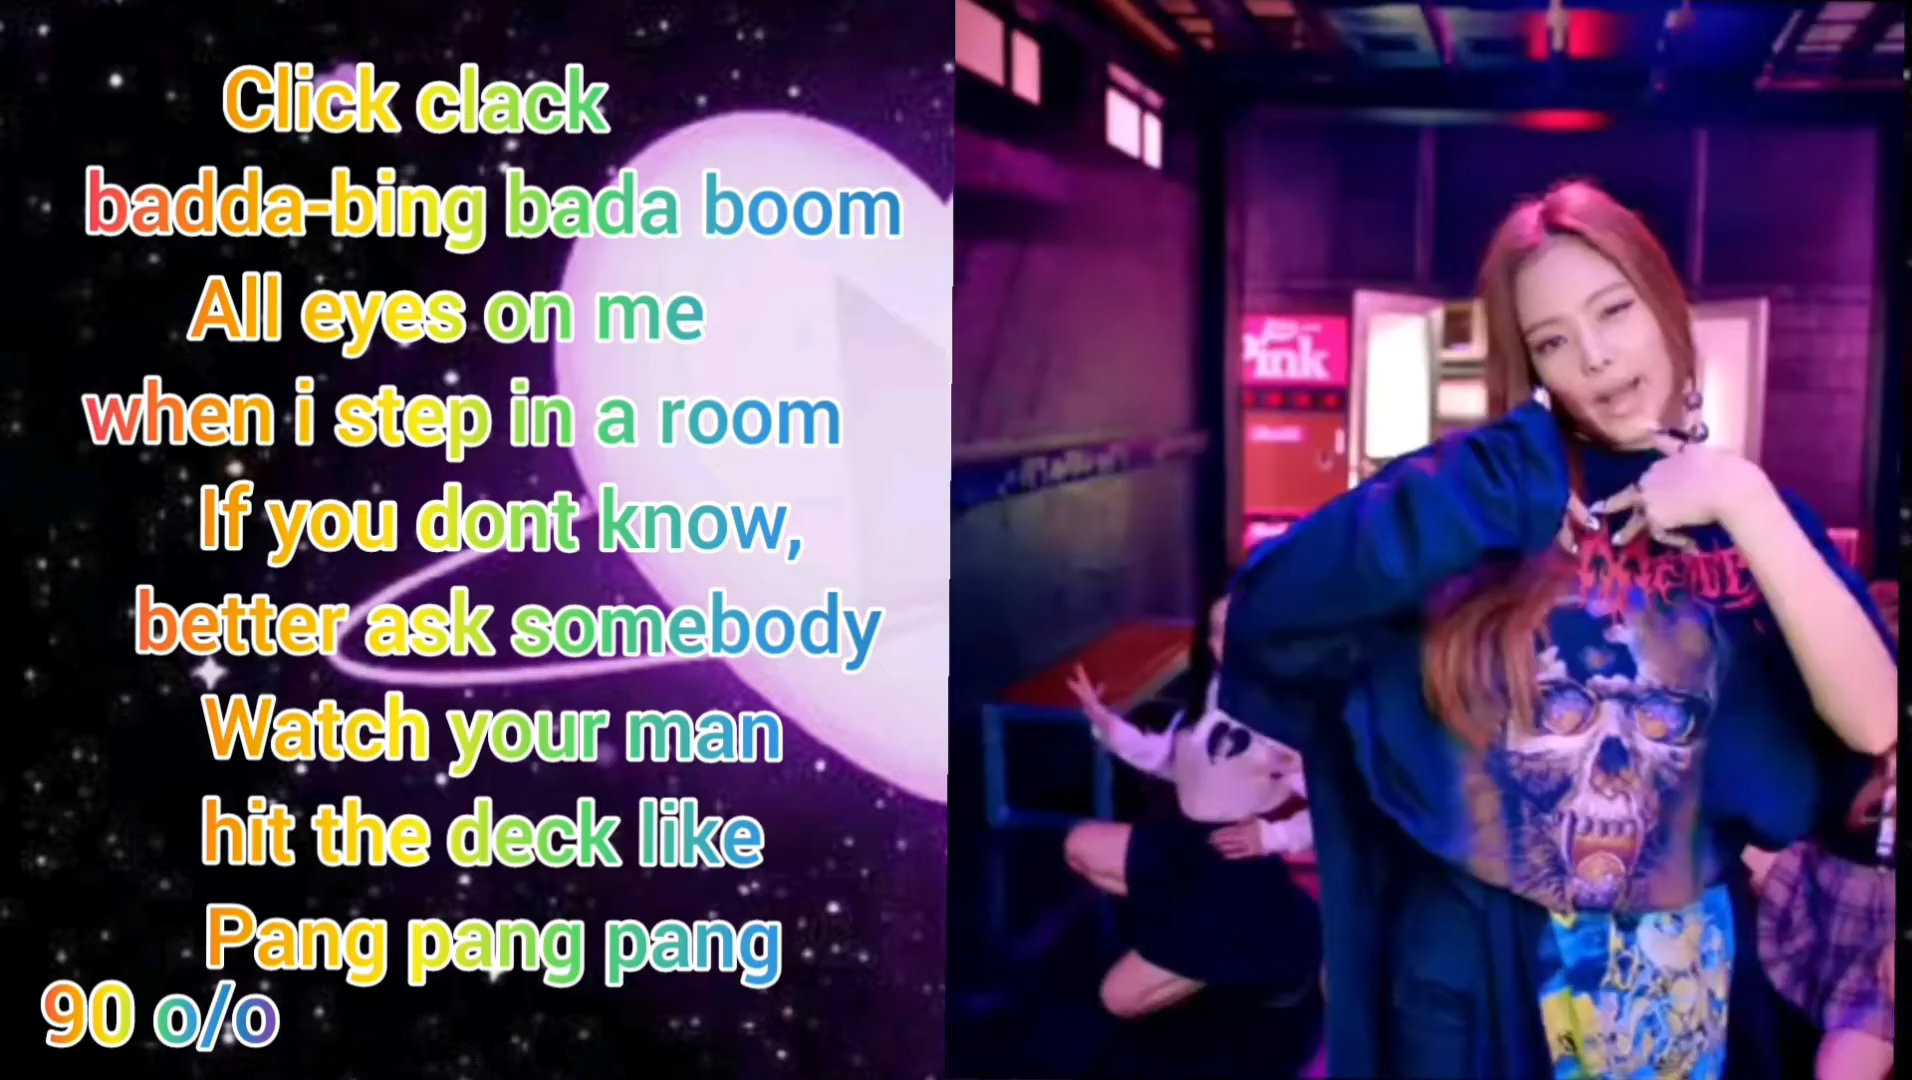 Click clack
badda-bing bada boom
All eyes on me
when i step in a room
If you dont know,
better ask somebody
Watch your man
hit the deck like
Pang pang pang
90 o/o
ink